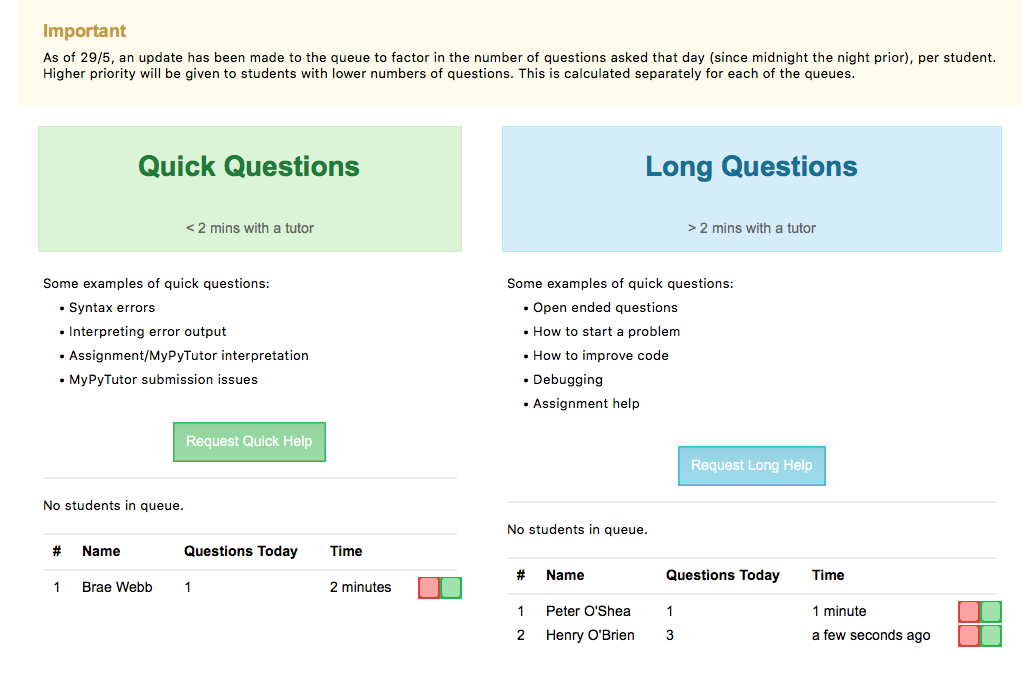 Important
As of 29/5, an update has been made to the queue to factor in the number of questions asked that day (since midnight the night prior), per student.
Higher priority will be given to students with lower numbers of questions. This is calculated separately for each of the queues.
Quick Questions
< 2 mins with a tutor
Some examples of quick questions:
• Syntax errors
• Interpreting error output
• Assignment/MyPyTutor interpretation
• MyPyTutor submission issues
Request Quick Help
No students in queue.
# Name Questions Today Time
1 Brae Webb 1 2 minutes
Long Questions
> 2 mins with a tutor
Some examples of quick questions:
• Open ended questions
• How to start a problem
• How to improve code
• Debugging
• Assignment help
Request Long Help
No students in queue.
# Name Questions Today Time
1 Peter O'Shea 1 1 minute
2 Henry O'Brien 3 a few seconds ago